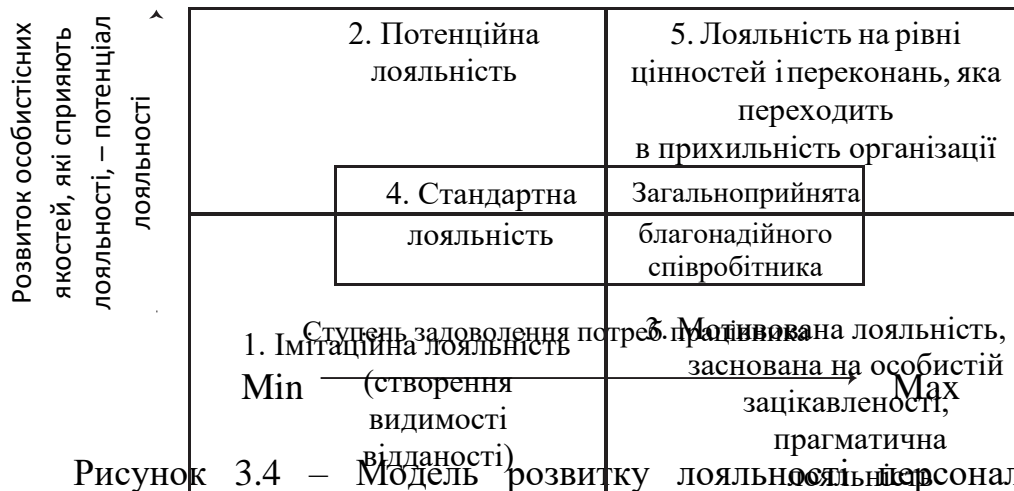 Розвиток особистісних
якостей, які сприяють
лояльності, – потенціал
лояльності
2. Потенційна
лояльність
5. Лояльність на рівні
цінностей і переконань, яка
переходить
в прихильність організації
4. Стандартна
лояльність
Загальноприйнята
благонадійного
співробітника
1. Імітаційна лояльність
(створення
видимості
відданості)
3. Мотивована лояльність,
заснована на особистій
зацікавленості,
прагматична
лояльність
Ступень задоволення потреб працівника
Min
Max
Рисунок 3.4 – Модель розвитку лояльності персонал